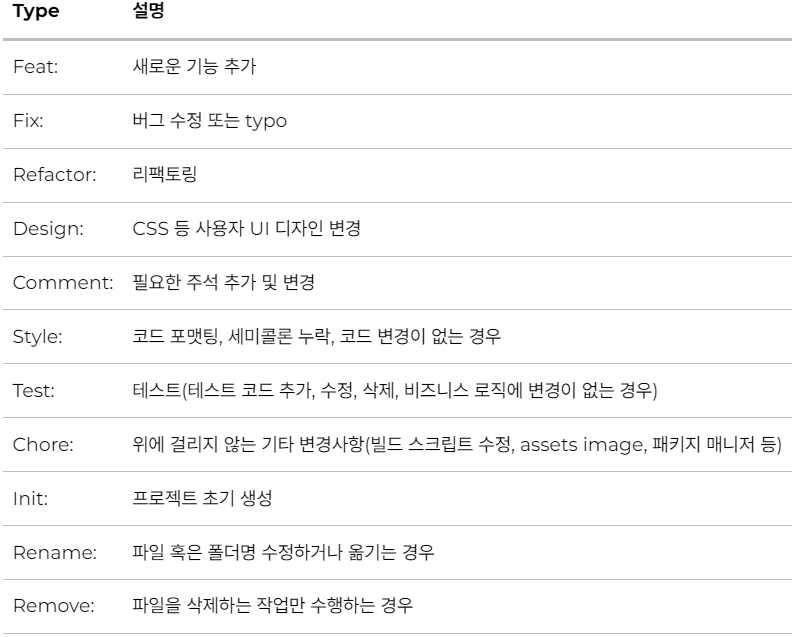 Type 설명
Feat: 새로운 기능 추가
Fix: 버그 수정 또는 typo
Refactor: 리팩토링
Design: CSS 등 사용자 UI 디자인 변경
Comment: 필요한 주석 추가 및 변경
Style: 코드 포맷팅, 세미콜론 누락, 코드 변경이 없는 경우
Test: 테스트(테스트 코드 추가, 수정, 삭제, 비즈니스 로직에 변경이 없는 경우)
Chore: 위에 걸리지 않는 기타 변경사항(빌드 스크립트 수정, assets image, 패키지 매니저 등)
Init: 프로젝트 초기 생성
Rename: 파일 혹은 폴더명 수정하거나 옮기는 경우
Remove: 파일을 삭제하는 작업만 수행하는 경우